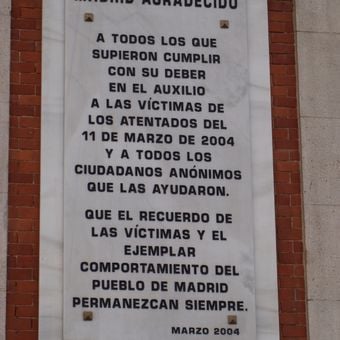 MADRID AGRADECIDO
A TODOS LOS QUE
SUPIERON CUMPLIR
CON SU DEBER
EN EL AUXILIO
A LAS VÍCTIMAS DE
LOS ATENTADOS DEL
11 DE MARZO DE 2004
Y A TODOS LOS
CIUDADANOS ANÓNIMOS
QUE LAS AYUDARON.
QUE EL RECUERDO DE
LAS VÍCTIMAS Y EL
EJEMPLAR
COMPORTAMIENTO DEL
PUEBLO DE MADRID
PERMANEZCAN SIEMPRE.
MARZO 2004